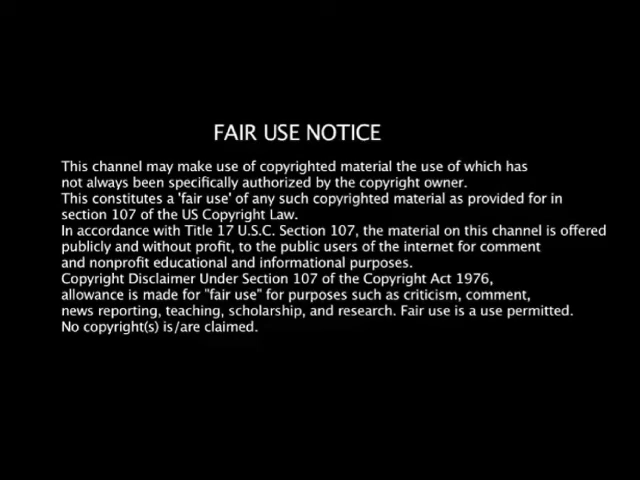 FAIR USE NOTICE
This channel may make use of copyrighted material the use of which has
not always been specifically authorized by the copyright owner.
This constitutes a 'fair use' of any such copyrighted material as provided for in
section 107 of the US Copyright Law.
In accordance with Title 17 U.S.C. Section 107, the material on this channel is offered
publicly and without profit, to the public users of the internet for comment
and nonprofit educational and informational purposes.
Copyright Disclaimer Under Section 107 of the Copyright Act 1976,
allowance is made for "fair use" for purposes such as criticism, comment,
news reporting, teaching, scholarship, and research. Fair use is a use permitted.
No copyright(s) is/are claimed.